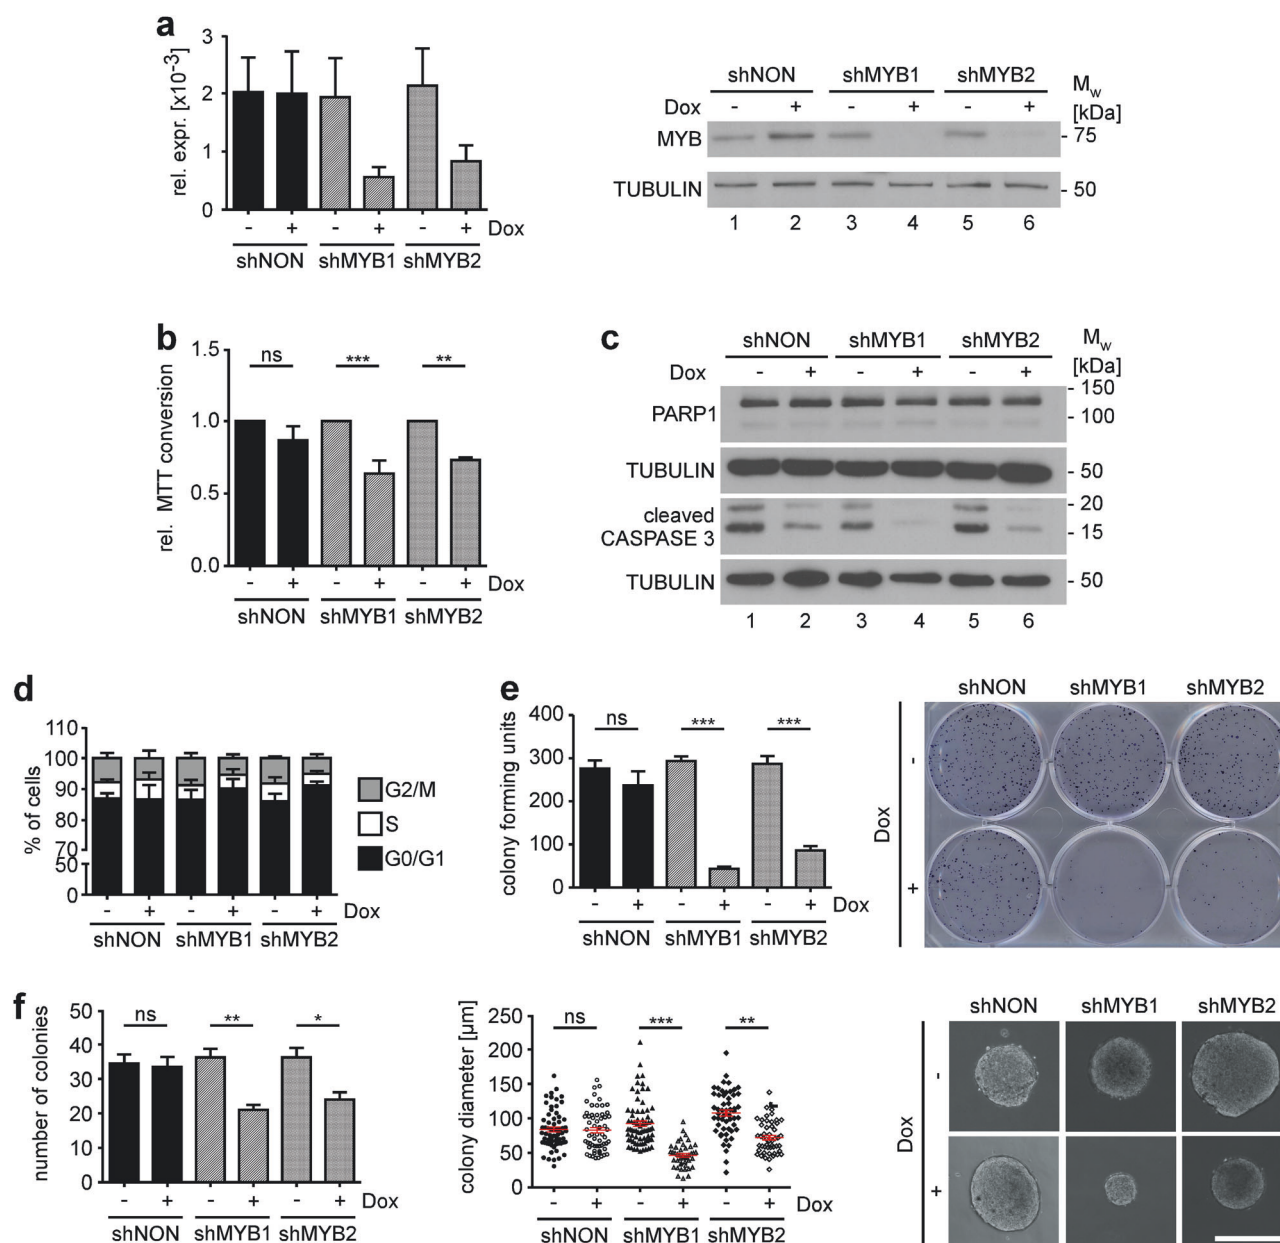 a
3
2
1
0
rel. expr. [x10-3]
- + - + - + Dox
shNON shMYB1 shMYB2
shNON shMYB1 shMYB2
Mw
[kDa]
Dox - + - + - +
MYB - 75
TUBULIN - 50
1 2 3 4 5 6
b
1.5
1.0
0.5
0.0
rel. MTT conversion
ns *** **
- + - + - + Dox
shNON shMYB1 shMYB2
c
shNON shMYB1 shMYB2
Mw
[kDa]
Dox - + - + - +
- 150
PARP1 - 100
TUBULIN - 50
- 20
cleaved
CASPASE 3 - 15
TUBULIN - 50
1 2 3 4 5 6
d
110
100
90
80
70
50
0
% of cells
G2/M
S
G0/G1
- + - + - + Dox
shNON shMYB1 shMYB2
e
400
300
200
100
0
colony forming units
ns *** ***
- + - + - + Dox
shNON shMYB1 shMYB2
shNON shMYB1 shMYB2
Dox
-
+
f
50
40
30
20
10
0
number of colonies
ns ** *
- + - + - + Dox
shNON shMYB1 shMYB2
250
200
150
100
50
0
colony diameter [µm]
ns *** **
- + - + - + Dox
shNON shMYB1 shMYB2
shNON shMYB1 shMYB2
Dox
-
+